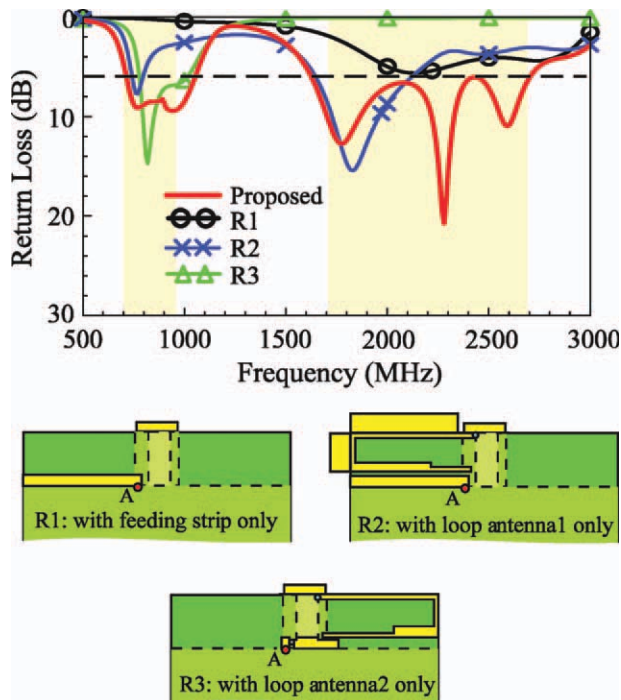 0
10
20
30
Return Loss (dB)
Proposed
R1
R2
R3
500 1000 1500 2000 2500 3000
Frequency (MHz)
A
R1: with feeding strip only
A
R2: with loop antenna1 only
A
R3: with loop antenna2 only